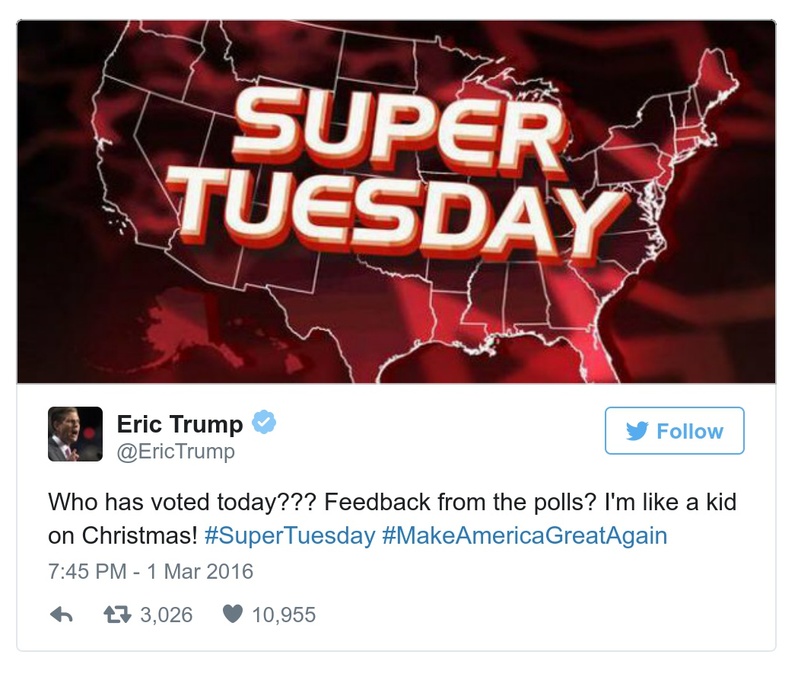 SUPER
TUESDAY
Eric Trump
@EricTrump
Follow
Who has voted today??? Feedback from the polls? I'm like a kid
on Christmas! #SuperTuesday #MakeAmericaGreatAgain
7:45 PM - 1 Mar 2016
3,026 10,955